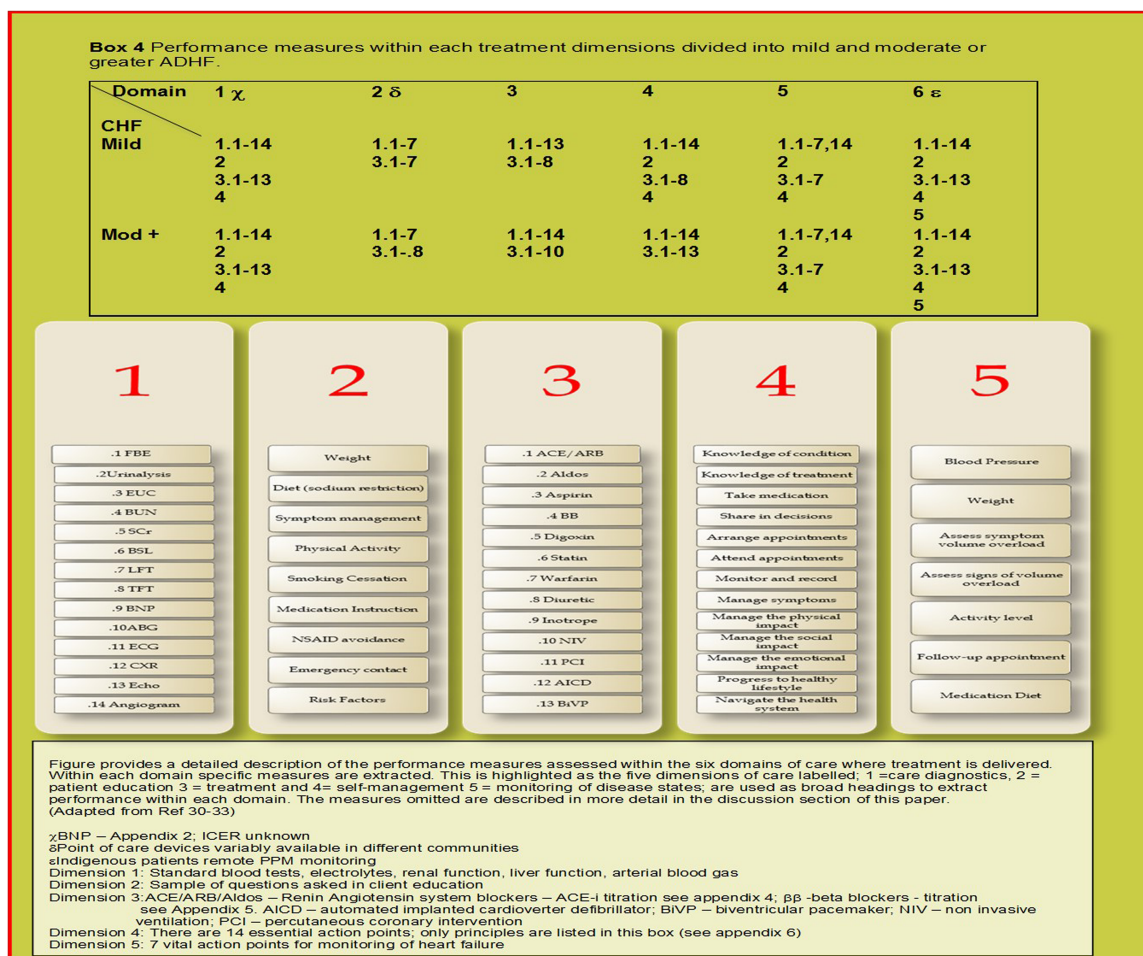 Box 4 Performance measures within each treatment dimensions divided into mild and moderate or
greater ADHF.
Domain 1 χ 2 δ 3 4 5 6 ε
CHF
Mild 1.1-14 1.1-7 1.1-13 1.1-14 1.1-7,14 1.1-14
2 3.1-7 3.1-8 2 2 2
3.1-13 3.1-8 3.1-7 3.1-13
4 4 4 4
5
Mod + 1.1-14 1.1-7 1.1-14 1.1-14 1.1-7,14 1.1-14
2 3.1-.8 3.1-10 3.1-13 2 2
3.1-13 3.1-7 3.1-13
4 4 4
5
1
.1 FBE
.2Urinalysis
.3 EUC
.4 BUN
.5 SCr
.6 BSL
.7 LFT
.8 TFT
.9 BNP
.10ABG
.11 ECG
.12 CXR
.13 Echo
.14 Angiogram
2
Weight
Diet (sodium restriction)
Symptom management
Physical Activity
Smoking Cessation
Medication Instruction
NSAID avoidance
Emergency contact
Risk Factors
3
.1 ACE/ARB
.2 Aldos
.3 Aspirin
.4 BB
.5 Digoxin
.6 Statin
.7 Warfarin
.8 Diuretic
.9 Inotrope
.10 NIV
.11 PCI
.12 AICD
.13 BiVP
4
Knowledge of condition
Knowledge of treatment
Take medication
Share in decisions
Arrange appointments
Attend appointments
Monitor and record
Manage symptoms
Manage the physical
impact
Manage the social
impact
Manage the emotional
impact
Progress to healthy
lifestyle
Navigate the health
system
5
Blood Pressure
Weight
Assess symptom
volume overload
Assess signs of volume
overload
Activity level
Follow-up appointment
Medication Diet
Figure provides a detailed description of the performance measures assessed within the six domains of care where treatment is delivered.
Within each domain specific measures are extracted. This is highlighted as the five dimensions of care labelled; 1 =care diagnostics, 2 =
patient education 3 = treatment and 4= self-management 5 = monitoring of disease states; are used as broad headings to extract
performance within each domain. The measures omitted are described in more detail in the discussion section of this paper.
(Adapted from Ref 30-33)
χBNP – Appendix 2; ICER unknown
δPoint of care devices variably available in different communities
εIndigenous patients remote PPM monitoring
Dimension 1: Standard blood tests, electrolytes, renal function, liver function, arterial blood gas
Dimension 2: Sample of questions asked in client education
Dimension 3:ACE/ARB/Aldos – Renin Angiotensin system blockers – ACE-i titration see appendix 4; ββ -beta blockers - titration
see Appendix 5. AICD – automated implanted cardioverter defibrillator; BiVP – biventricular pacemaker; NIV – non invasive
ventilation; PCI – percutaneous coronary intervention
Dimension 4: There are 14 essential action points; only principles are listed in this box (see appendix 6)
Dimension 5: 7 vital action points for monitoring of heart failure